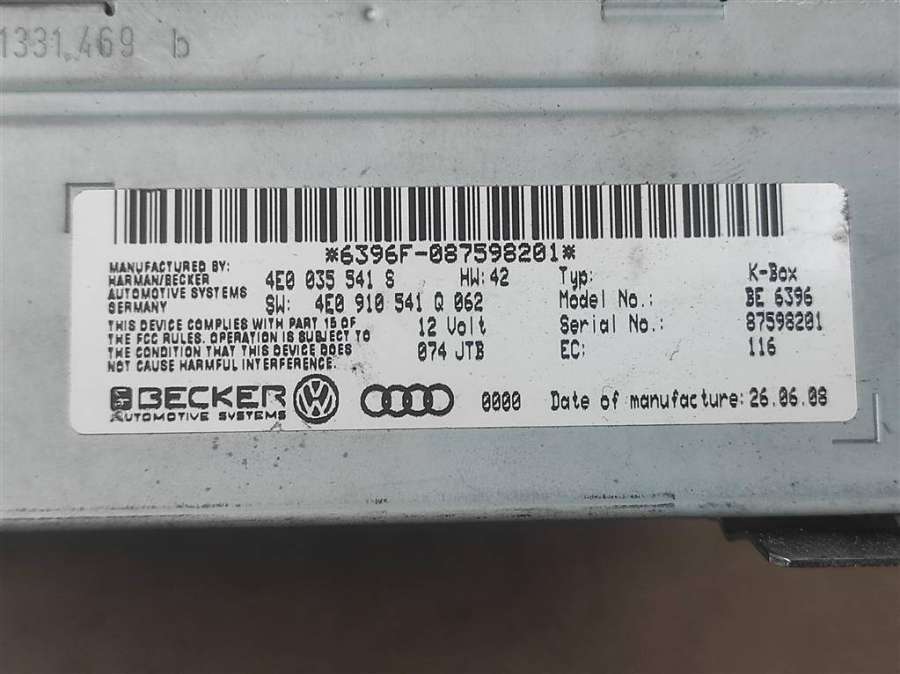 1331.469 b
*6396F-087598201*
MANUFACTURED BY:
HARMAN/BECKER
AUTOMOTIVE SYSTEMS
GERMANY
4E0 035 541 S HW:42
SW: 4E0 910 541 Q 062
THIS DEVICE COMPLIES WITH PART 15 OF
THE FCC RULES. OPERATION IS SUBJECT TO
THE CONDITION THAT THIS DEVICE DOES
NOT CAUSE HARMFUL INTERFERENCE.
12 Volt
074 JTB
Typ: K-Box
Model No.: BE 6396
Serial No.: 87598201
EC: 116
BECKER
AUTOMOTIVE SYSTEMS
0000 Date of manufacture: 26.06.08